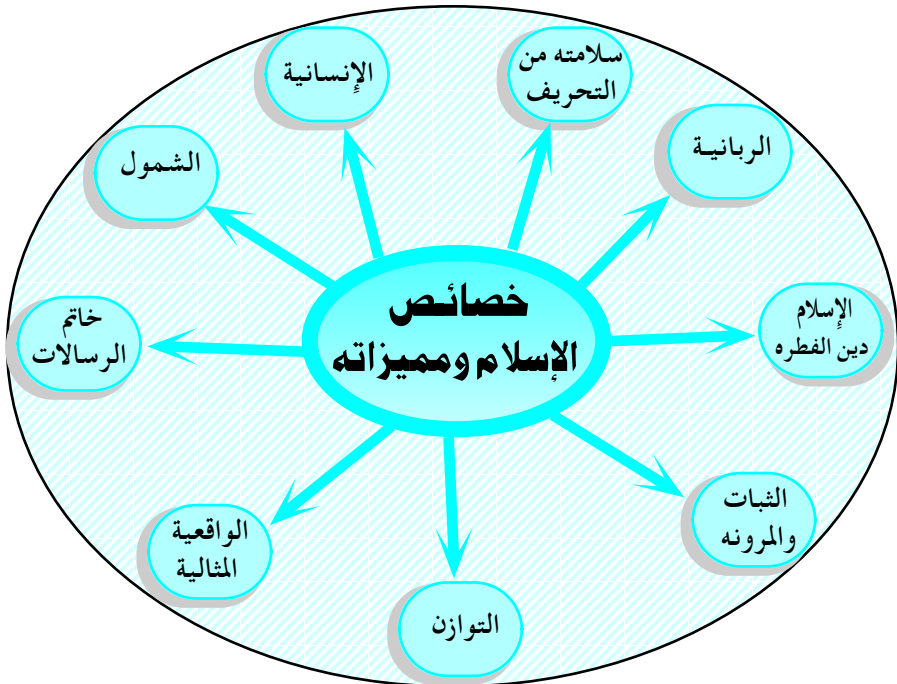 خصائص
الإسلام ومميزاته
سلامته من
التحريف
الربانية
الإسلام
دين الفطره
الثبات
والمرونه
التوازن
الواقعية
المثالية
خاتم
الرسالات
الشمول
الإنسانية